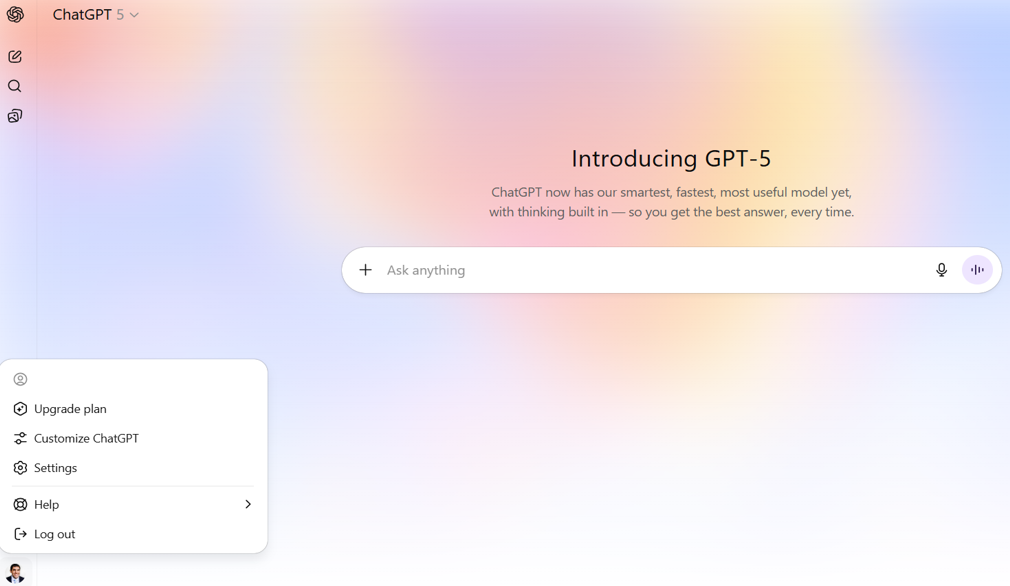 ChatGPT 5
Introducing GPT-5
ChatGPT now has our smartest, fastest, most useful model yet,
with thinking built in — so you get the best answer, every time.
Ask anything
Upgrade plan
Customize ChatGPT
Settings
Help
Log out